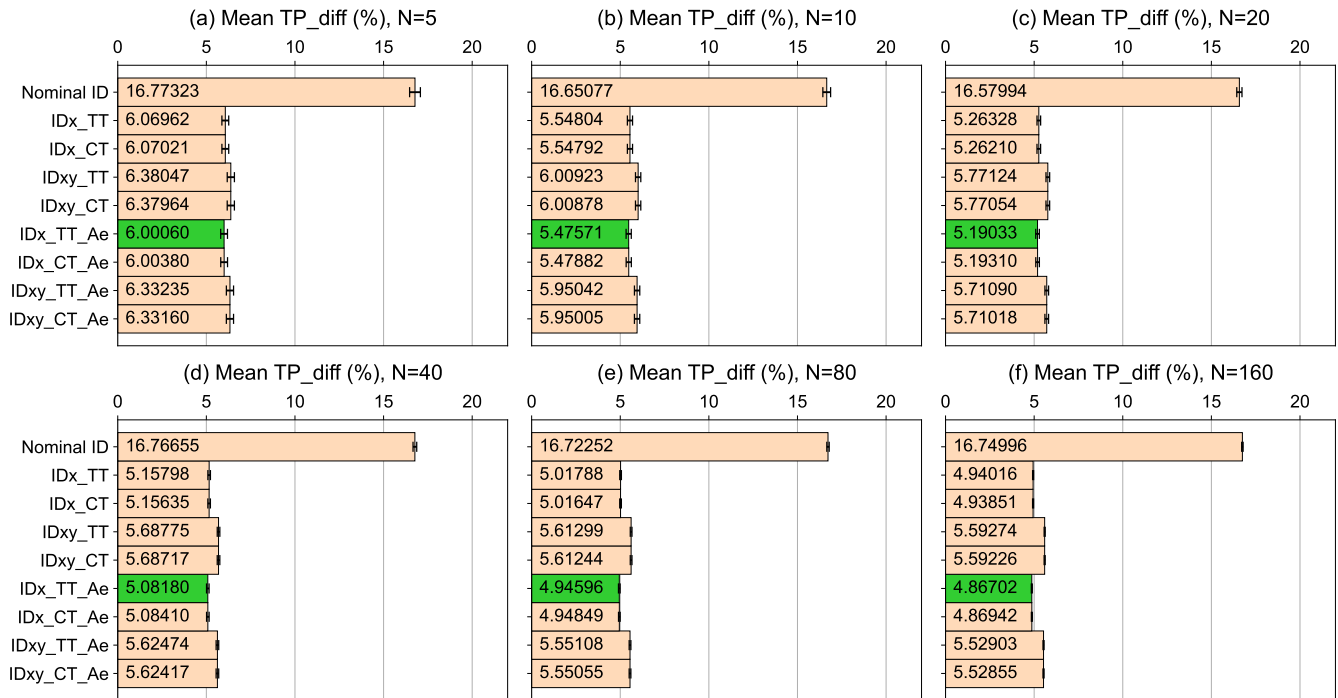 (a) Mean TP_diff (%), N=5
0 5 10 15 20
Nominal ID 16.77323
IDx_TT 6.06962
IDx_CT 6.07021
IDxy_TT 6.38047
IDxy_CT 6.37964
IDx_TT_Ae 6.00060
IDx_CT_Ae 6.00380
IDxy_TT_Ae 6.33235
IDxy_CT_Ae 6.33160
(b) Mean TP_diff (%), N=10
0 5 10 15 20
16.65077
5.54804
5.54792
6.00923
6.00878
5.47571
5.47882
5.95042
5.95005
(c) Mean TP_diff (%), N=20
0 5 10 15 20
16.57994
5.26328
5.26210
5.77124
5.77054
5.19033
5.19310
5.71090
5.71018
(d) Mean TP_diff (%), N=40
0 5 10 15 20
Nominal ID 16.76655
IDx_TT 5.15798
IDx_CT 5.15635
IDxy_TT 5.68775
IDxy_CT 5.68717
IDx_TT_Ae 5.08180
IDx_CT_Ae 5.08410
IDxy_TT_Ae 5.62474
IDxy_CT_Ae 5.62417
(e) Mean TP_diff (%), N=80
0 5 10 15 20
16.72252
5.01788
5.01647
5.61299
5.61244
4.94596
4.94849
5.55108
5.55055
(f) Mean TP_diff (%), N=160
0 5 10 15 20
16.74996
4.94016
4.93851
5.59274
5.59226
4.86702
4.86942
5.52903
5.52855